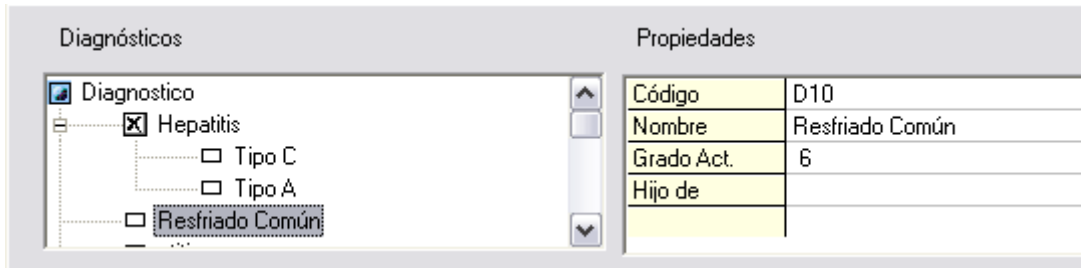 Diagnósticos
Propiedades
Diagnostico
Hepatitis
Tipo C
Tipo A
Resfriado Común
Código D10
Nombre Resfriado Común
Grado Act. 6
Hijo de